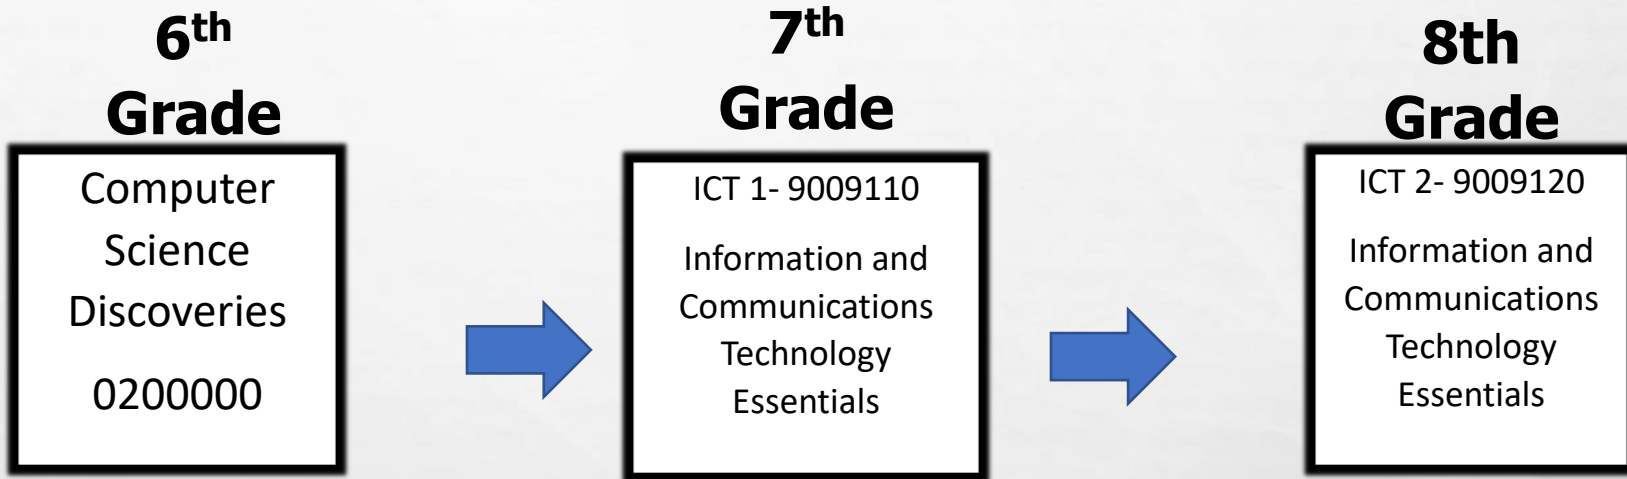 6th
Grade
Computer
Science
Discoveries
0200000
7th
Grade
ICT 1- 9009110
Information and
Communications
Technology
Essentials
8th
Grade
ICT 2- 9009120
Information and
Communications
Technology
Essentials